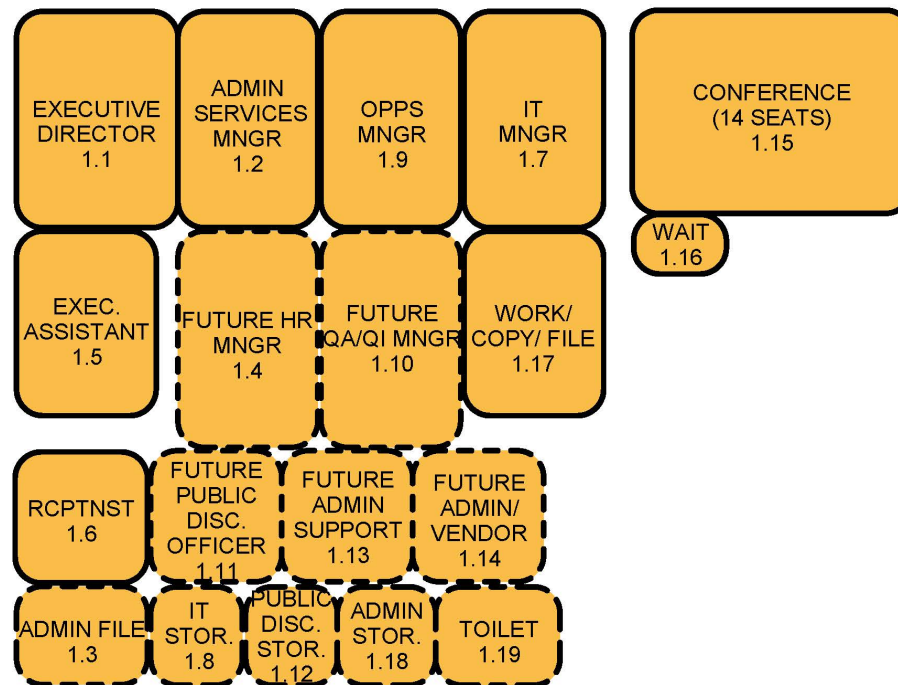 EXECUTIVE
DIRECTOR
1.1
ADMIN
SERVICES
MNGR
1.2
OPPS
MNGR
1.9
IT
MNGR
1.7
CONFERENCE
(14 SEATS)
1.15
WAIT
1.16
EXEC.
ASSISTANT
1.5
FUTURE HR
MNGR
1.4
FUTURE
QA/QI MNGR
1.10
WORK/
COPY/ FILE
1.17
RCPTNST
1.6
FUTURE
PUBLIC
DISC.
OFFICER
1.11
FUTURE
ADMIN
SUPPORT
1.13
FUTURE
ADMIN/
VENDOR
1.14
ADMIN FILE
1.3
IT
STOR.
1.8
PUBLIC
DISC.
STOR.
1.12
ADMIN
STOR.
1.18
TOILET
1.19